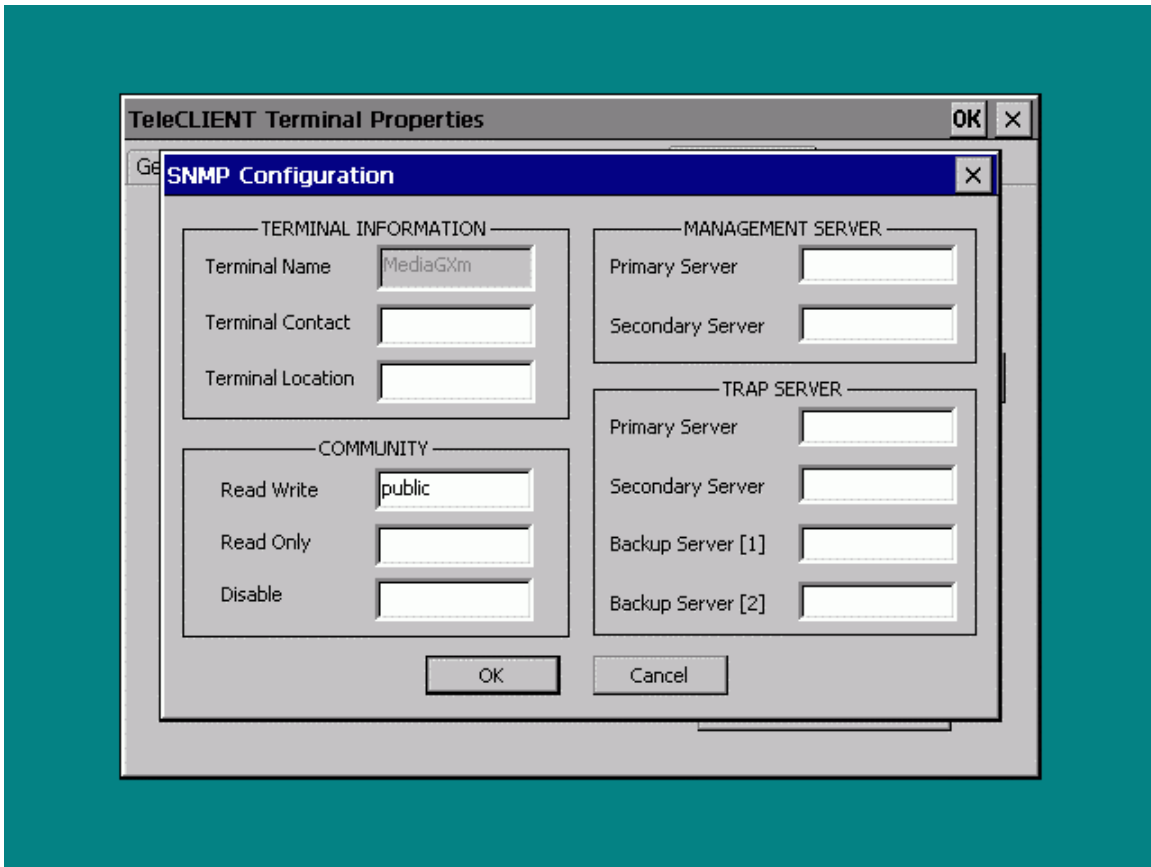 TeleCLIENT Terminal Properties OK
Ge
SNMP Configuration
TERMINAL INFORMATION
Terminal Name MediaGXm
Terminal Contact
Terminal Location
COMMUNITY
Read Write public
Read Only
Disable
MANAGEMENT SERVER
Primary Server
Secondary Server
TRAP SERVER
Primary Server
Secondary Server
Backup Server [1]
Backup Server [2]
OK Cancel